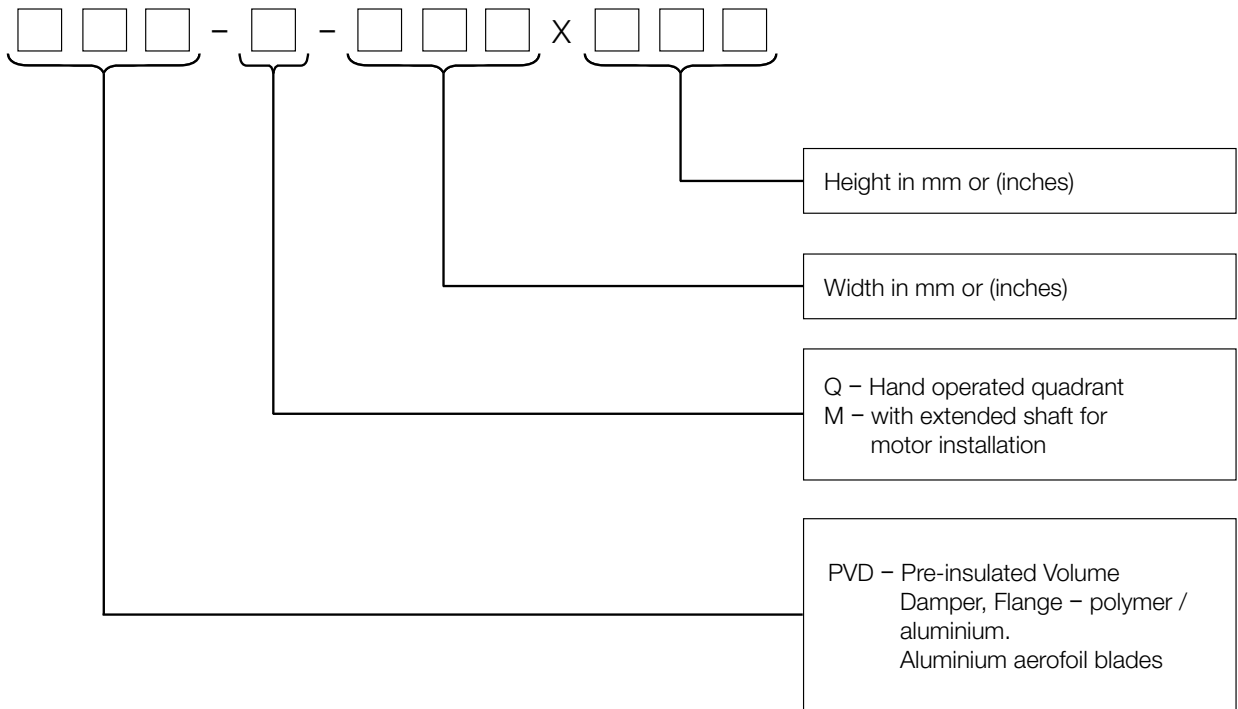 – – X
Height in mm or (inches)
Width in mm or (inches)
Q – Hand operated quadrant
M – with extended shaft for
motor installation
PVD – Pre-insulated Volume
Damper, Flange – polymer /
aluminium.
Aluminium aerofoil blades